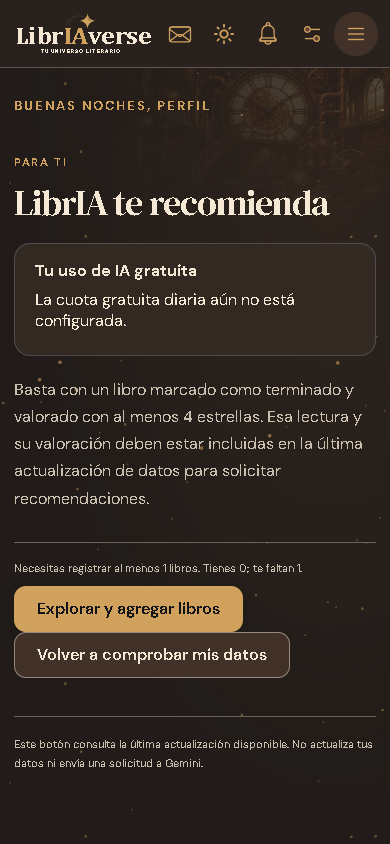 LibrIAverse
TU UNIVERSO LITERARIO
BUENAS NOCHES, PERFIL
PARA TI
LibrIA te recomienda
Tu uso de IA gratuita
La cuota gratuita diaria aún no está
configurada.
Basta con un libro marcado como terminado y
valorado con al menos 4 estrellas. Esa lectura y
su valoración deben estar incluidas en la última
actualización de datos para solicitar
recomendaciones.
Necesitas registrar al menos 1 libros. Tienes 0; te faltan 1.
Explorar y agregar libros
Volver a comprobar mis datos
Este botón consulta la última actualización disponible. No actualiza tus
datos ni envía una solicitud a Gemini.